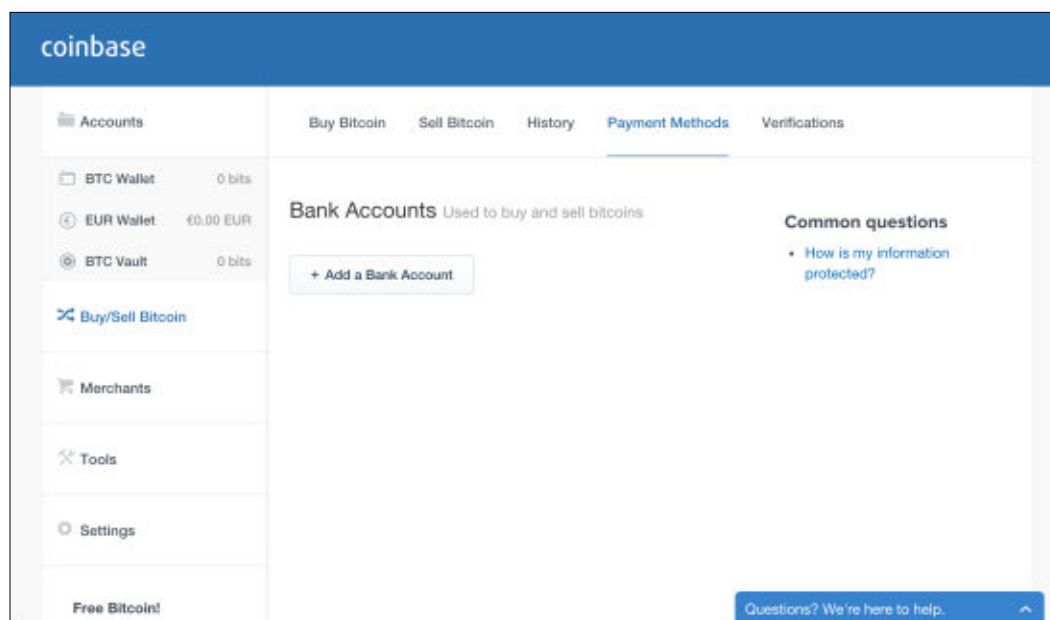 coinbase
Accounts
BTC Wallet 0 bits
EUR Wallet €0.00 EUR
BTC Vault 0 bits
Buy/Sell Bitcoin
Merchants
Tools
Settings
Free Bitcoin!
Buy Bitcoin Sell Bitcoin History Payment Methods Verifications
Bank Accounts Used to buy and sell bitcoins
+ Add a Bank Account
Common questions
• How is my information
protected?
Questions? We're here to help.